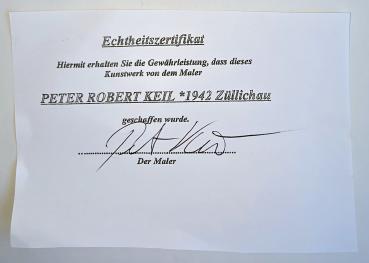 Echtheitszertifikat
Hiermit erhalten Sie die Gewährleistung, dass dieses
Kunstwerk von dem Maler
PETER ROBERT KEIL *1942 Züllichau
geschaffen wurde.
Der Maler